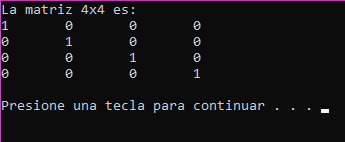 La matriz 4x4 es:
1 0 0 0
0 1 0 0
0 0 1 0
0 0 0 1
Presione una tecla para continuar . . .